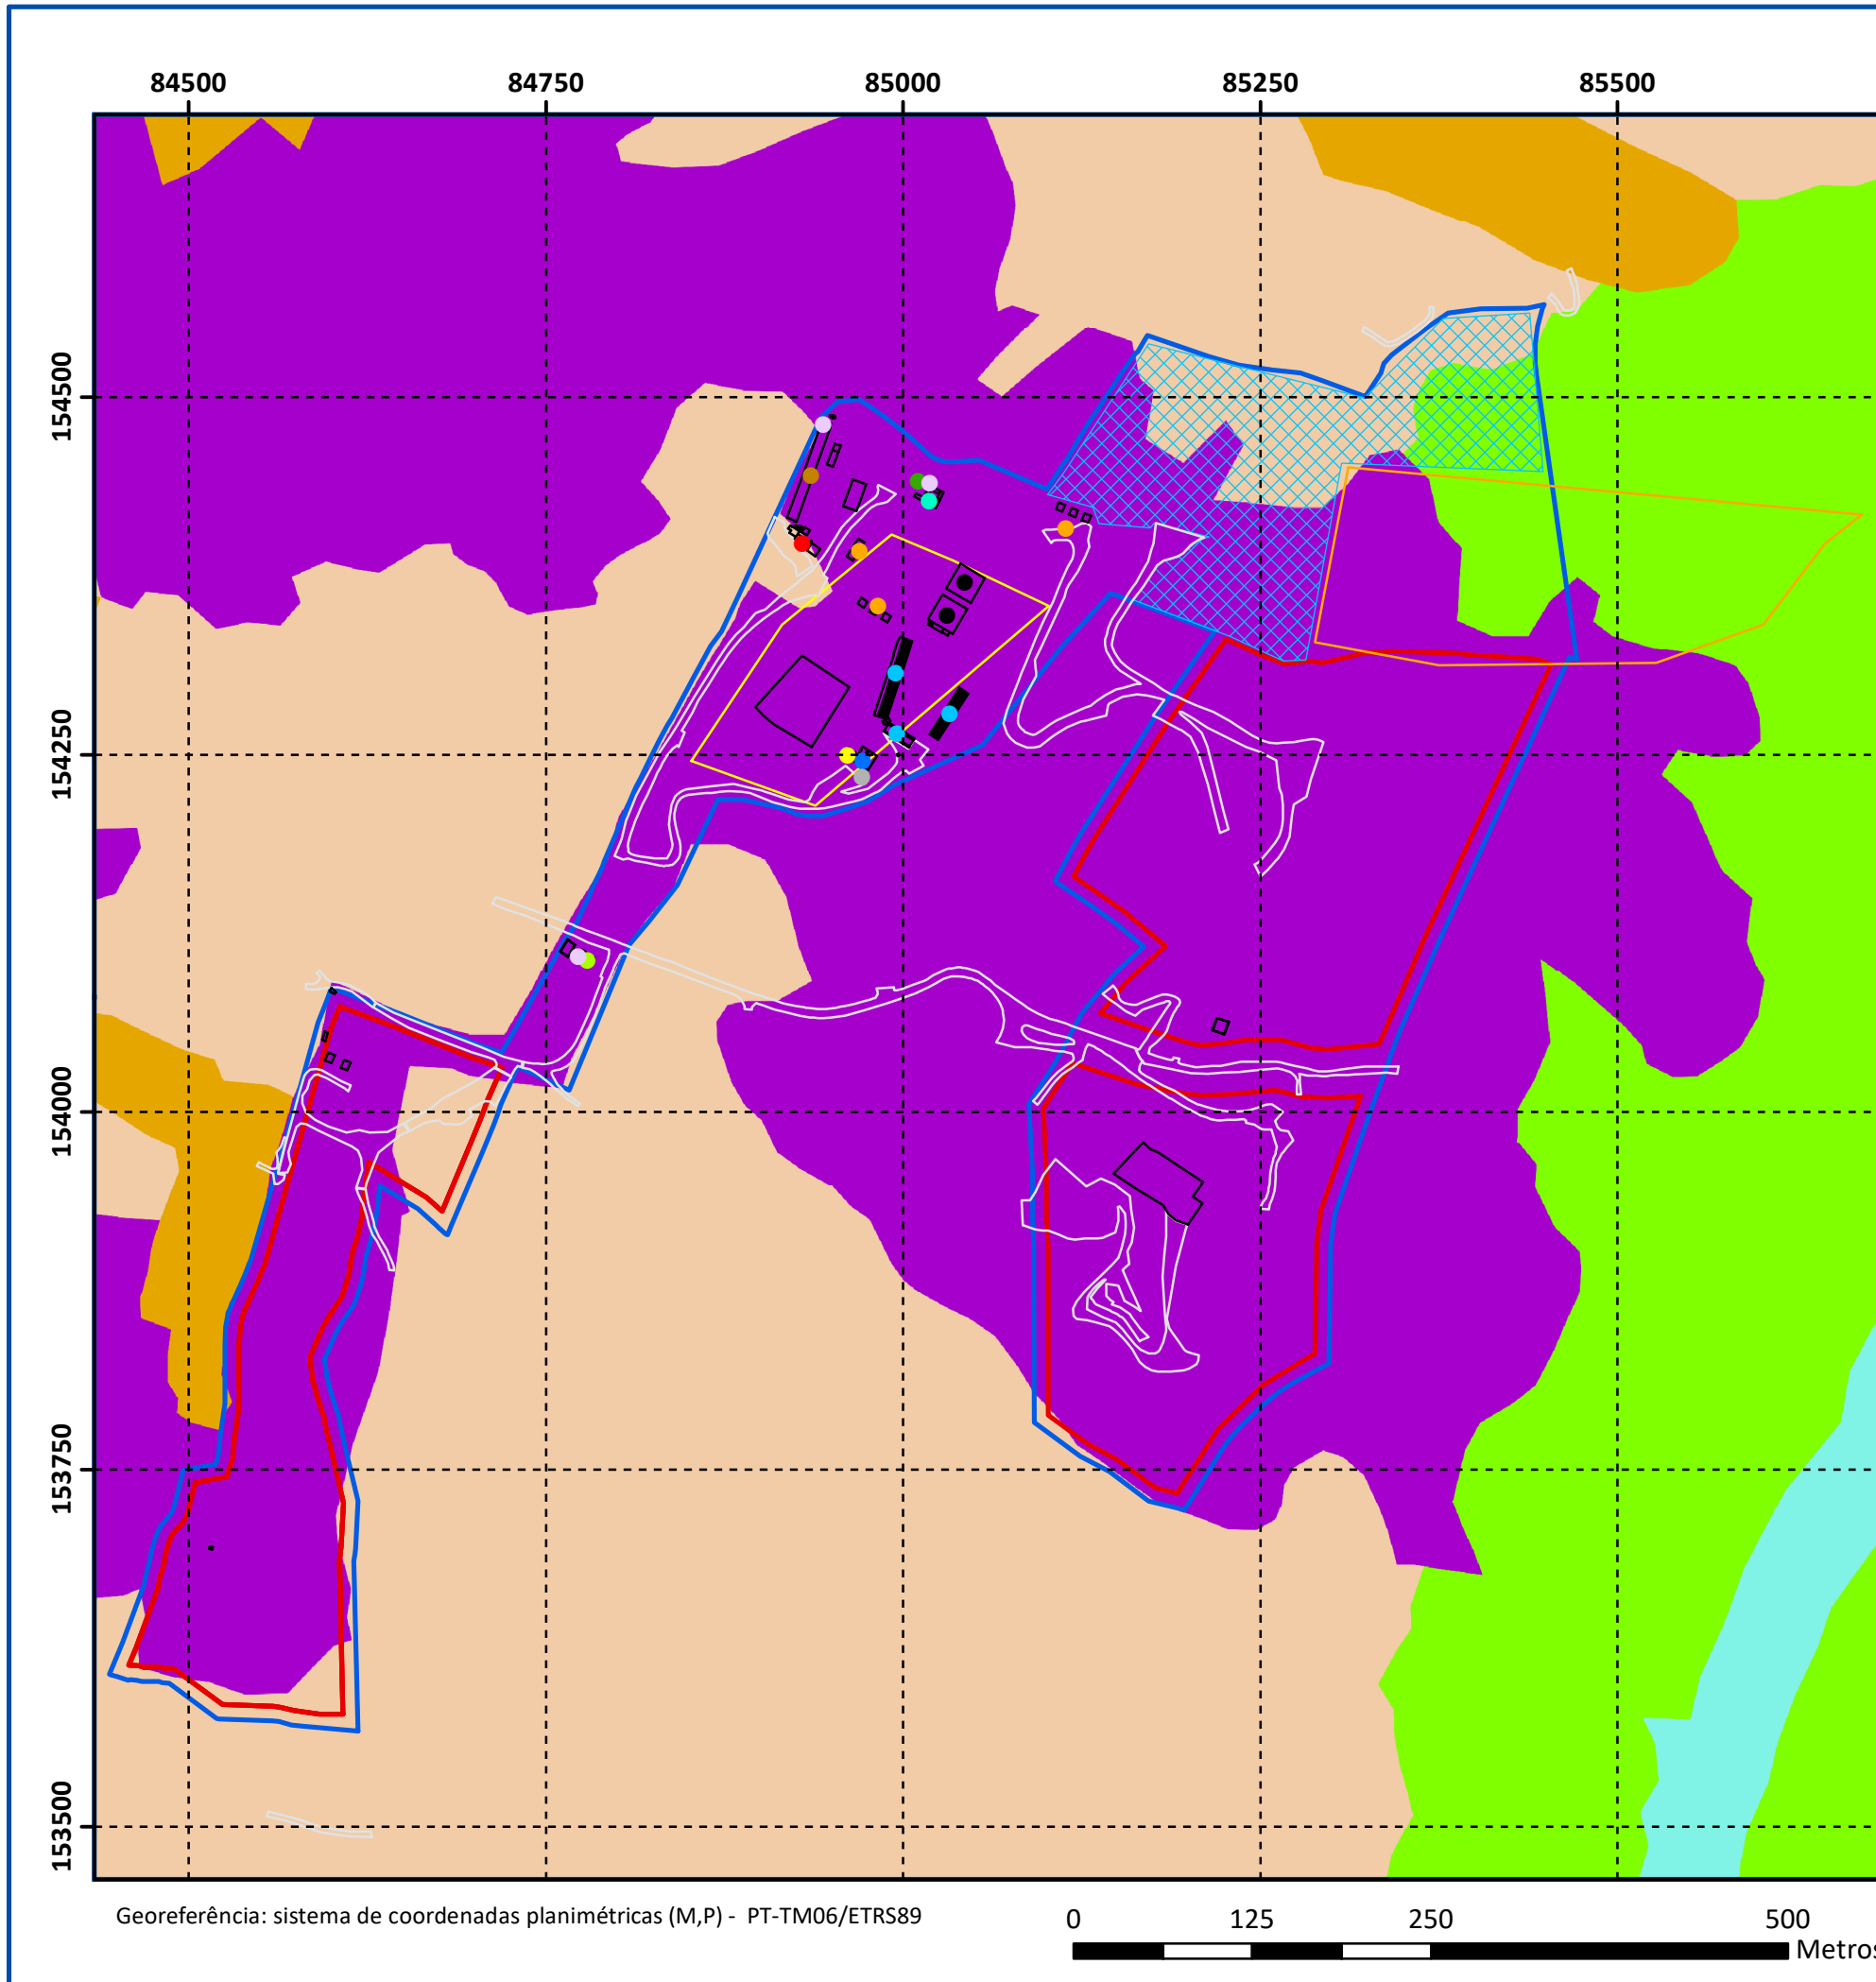 84500 84750 85000 85250 85500
154500
154250
154000
153750
153500
Georeferência: sistema de coordenadas planimétricas (M,P) - PT-TM06/ETRS89
0 125 250 500
Metros